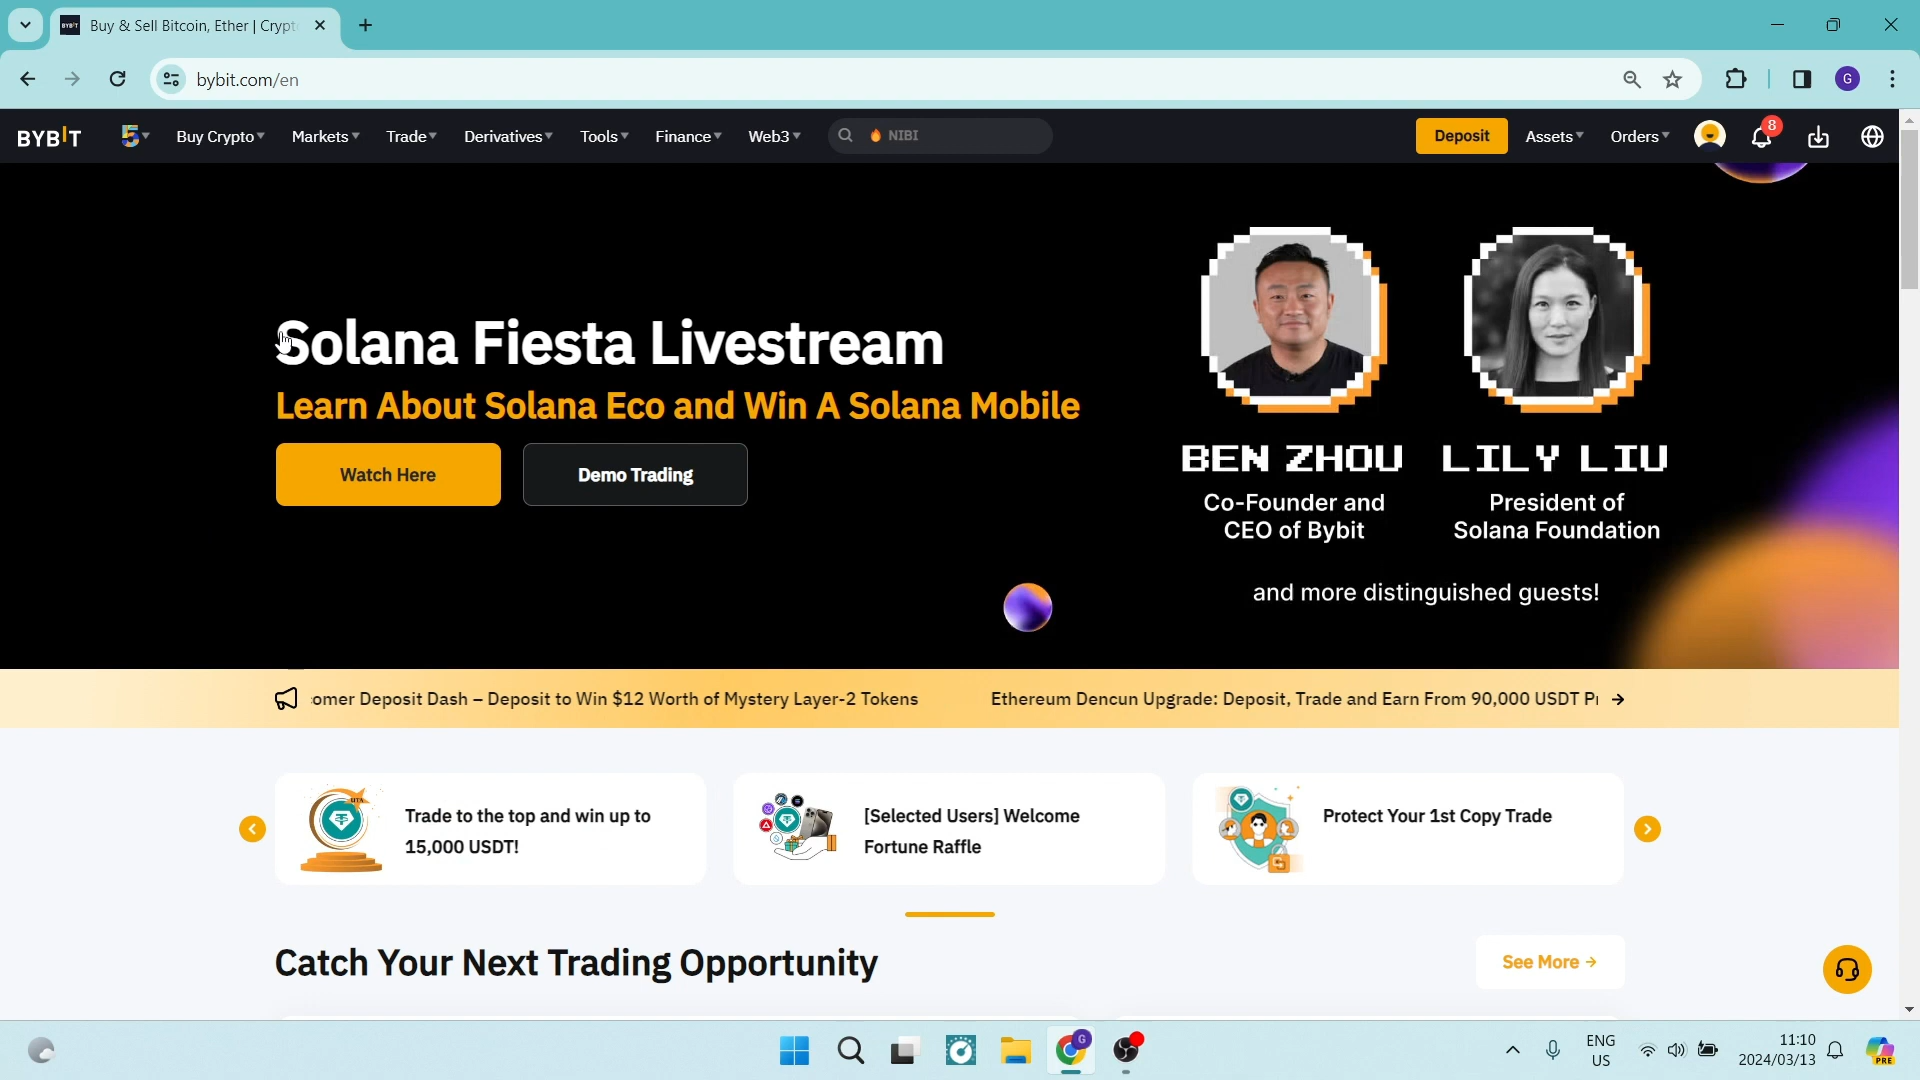 Buy & Sell Bitcoin, Ether | Crypt
bybit.com/en
G
BYBIT
Buy Crypto
Markets
Trade
Derivatives
Tools
Finance
Web3
NIBI
Deposit
Assets
Orders
8
Solana Fiesta Livestream
Learn About Solana Eco and Win A Solana Mobile
Watch Here
Demo Trading
BEN ZHOU
Co-Founder and
CEO of Bybit
LILY LIU
President of
Solana Foundation
and more distinguished guests!
omer Deposit Dash – Deposit to Win $12 Worth of Mystery Layer-2 Tokens
Ethereum Dencun Upgrade: Deposit, Trade and Earn From 90,000 USDT P
Trade to the top and win up to
15,000 USDT!
[Selected Users] Welcome
Fortune Raffle
Protect Your 1st Copy Trade
Catch Your Next Trading Opportunity
See More
G
ENG
US
11:10
2024/03/13
PRE